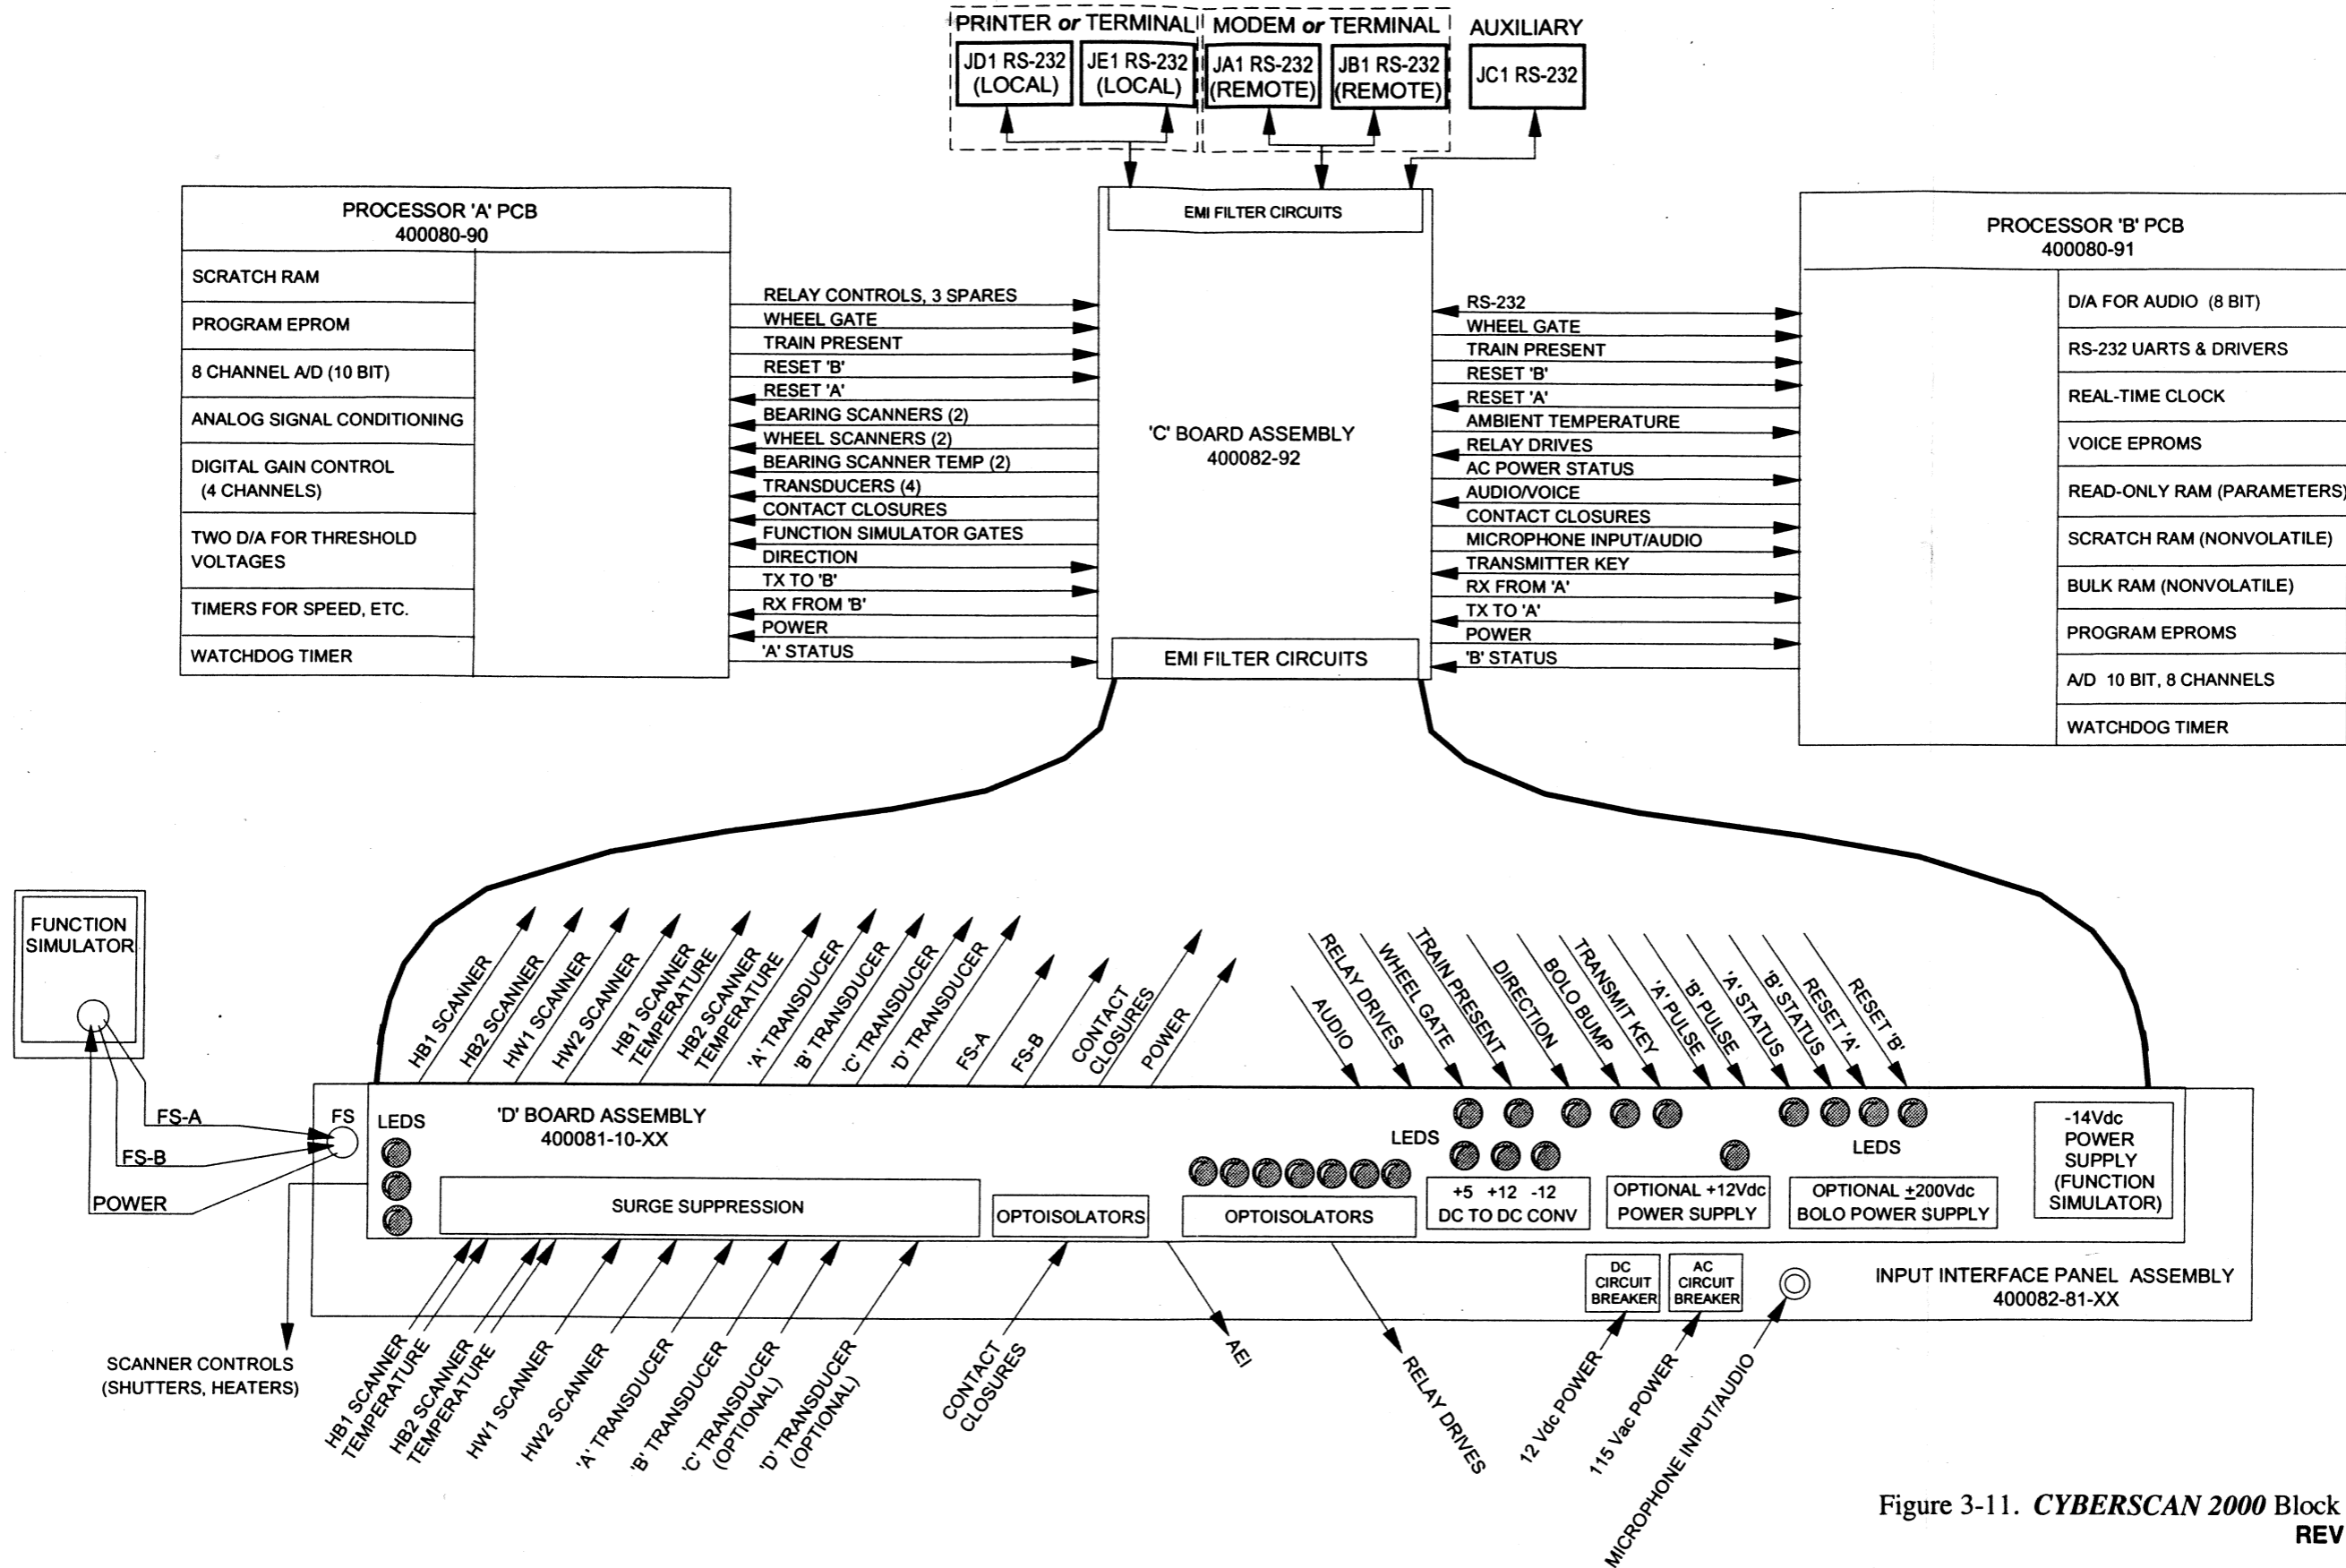 PRINTER or TERMINAL
MODEM or TERMINAL
AUXILIARY
JD1 RS-232
(LOCAL)
JE1 RS-232
(LOCAL)
JA1 RS-232
(REMOTE)
JB1 RS-232
(REMOTE)
JC1 RS-232
PROCESSOR 'A' PCB
400080-90
SCRATCH RAM
PROGRAM EPROM
8 CHANNEL A/D (10 BIT)
ANALOG SIGNAL CONDITIONING
DIGITAL GAIN CONTROL
(4 CHANNELS)
TWO D/A FOR THRESHOLD
VOLTAGES
TIMERS FOR SPEED, ETC.
WATCHDOG TIMER
RELAY CONTROLS, 3 SPARES
WHEEL GATE
TRAIN PRESENT
RESET 'B'
RESET 'A'
BEARING SCANNERS (2)
WHEEL SCANNERS (2)
BEARING SCANNER TEMP (2)
TRANSDUCERS (4)
CONTACT CLOSURES
FUNCTION SIMULATOR GATES
DIRECTION
TX TO 'B'
RX FROM 'B'
POWER
'A' STATUS
EMI FILTER CIRCUITS
'C' BOARD ASSEMBLY
400082-92
EMI FILTER CIRCUITS
RS-232
WHEEL GATE
TRAIN PRESENT
RESET 'B'
RESET 'A'
AMBIENT TEMPERATURE
RELAY DRIVES
AC POWER STATUS
AUDIO/VOICE
CONTACT CLOSURES
MICROPHONE INPUT/AUDIO
TRANSMITTER KEY
RX FROM 'A'
TX TO 'A'
POWER
'B' STATUS
PROCESSOR 'B' PCB
400080-91
D/A FOR AUDIO (8 BIT)
RS-232 UARTS & DRIVERS
REAL-TIME CLOCK
VOICE EPROMS
READ-ONLY RAM (PARAMETERS)
SCRATCH RAM (NONVOLATILE)
BULK RAM (NONVOLATILE)
PROGRAM EPROMS
A/D 10 BIT, 8 CHANNELS
WATCHDOG TIMER
FUNCTION
SIMULATOR
HB1 SCANNER
HB2 SCANNER
HW1 SCANNER
HW2 SCANNER
HB1 SCANNER
TEMPERATURE
HB2 SCANNER
TEMPERATURE
'A' TRANSDUCER
'B' TRANSDUCER
'C' TRANSDUCER
'D' TRANSDUCER
FS-A
FS-B
CONTACT
CLOSURES
POWER
AUDIO
RELAY DRIVES
WHEEL GATE
TRAIN PRESENT
DIRECTION
BOLO BUMP
TRANSMIT KEY
'A' PULSE
'B' PULSE
'A' STATUS
'B' STATUS
RESET 'A'
RESET 'B'
FS-A
FS-B
POWER
FS
LEDS
'D' BOARD ASSEMBLY
400081-10-XX
SURGE SUPPRESSION
OPTOISOLATORS
OPTOISOLATORS
LEDS
+5 +12 -12
DC TO DC CONV
OPTIONAL +12Vdc
POWER SUPPLY
LEDS
OPTIONAL ±200Vdc
BOLO POWER SUPPLY
-14Vdc
POWER
SUPPLY
(FUNCTION
SIMULATOR)
DC
CIRCUIT
BREAKER
AC
CIRCUIT
BREAKER
INPUT INTERFACE PANEL ASSEMBLY
400082-81-XX
SCANNER CONTROLS
(SHUTTERS, HEATERS)
HB1 SCANNER
TEMPERATURE
HB2 SCANNER
TEMPERATURE
HW1 SCANNER
HW2 SCANNER
'A' TRANSDUCER
'B' TRANSDUCER
'C' TRANSDUCER
(OPTIONAL)
'D' TRANSDUCER
(OPTIONAL)
CONTACT
CLOSURES
AEI
RELAY DRIVES
12 Vdc POWER
115 Vac POWER
MICROPHONE INPUT/AUDIO
Figure 3-11. CYBERSCAN 2000 Block
REV